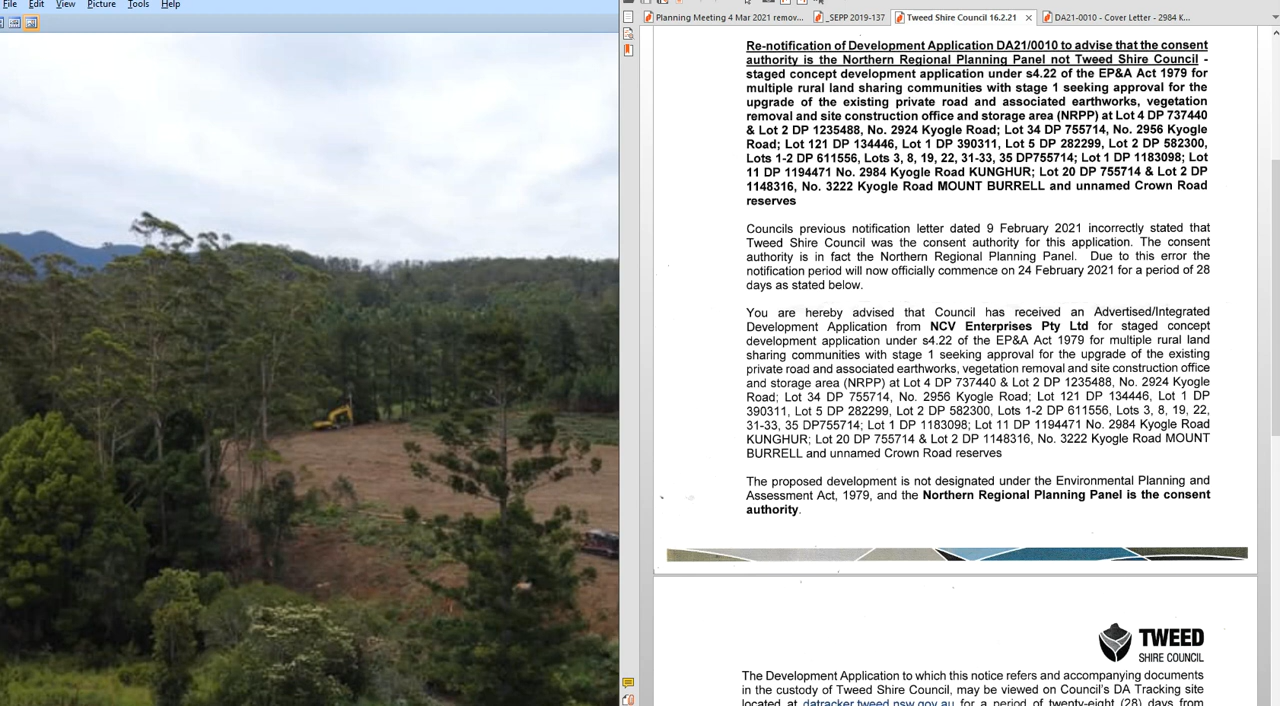 File Edit View Picture Tools Help
Planning Meeting 4 Mar 2021 remov... _SEPP 2019-137 Tweed Shire Council 16.2.21 × DA21-0010 - Cover Letter - 2984 K...
Re-notification of Development Application DA21/0010 to advise that the consent
authority is the Northern Regional Planning Panel not Tweed Shire Council -
staged concept development application under s4.22 of the EP&A Act 1979 for
multiple rural land sharing communities with stage 1 seeking approval for the
upgrade of the existing private road and associated earthworks, vegetation
removal and site construction office and storage area (NRPP) at Lot 4 DP 737440
& Lot 2 DP 1235488, No. 2924 Kyogle Road; Lot 34 DP 755714, No. 2956 Kyogle
Road; Lot 121 DP 134446, Lot 1 DP 390311, Lot 5 DP 282299, Lot 2 DP 582300,
Lots 1-2 DP 611556, Lots 3, 8, 19, 22, 31-33, 35 DP755714; Lot 1 DP 1183098; Lot
11 DP 1194471 No. 2984 Kyogle Road KUNGHUR; Lot 20 DP 755714 & Lot 2 DP
1148316, No. 3222 Kyogle Road MOUNT BURRELL and unnamed Crown Road
reserves
Councils previous notification letter dated 9 February 2021 incorrectly stated that
Tweed Shire Council was the consent authority for this application. The consent
authority is in fact the Northern Regional Planning Panel. Due to this error the
notification period will now officially commence on 24 February 2021 for a period of 28
days as stated below.
You are hereby advised that Council has received an Advertised/Integrated
Development Application from NCV Enterprises Pty Ltd for staged concept
development application under s4.22 of the EP&A Act 1979 for multiple rural land
sharing communities with stage 1 seeking approval for the upgrade of the existing
private road and associated earthworks, vegetation removal and site construction office
and storage area (NRPP) at Lot 4 DP 737440 & Lot 2 DP 1235488, No. 2924 Kyogle
Road; Lot 34 DP 755714, No. 2956 Kyogle Road; Lot 121 DP 134446, Lot 1 DP
390311, Lot 5 DP 282299, Lot 2 DP 582300, Lots 1-2 DP 611556, Lots 3, 8, 19, 22,
31-33, 35 DP755714; Lot 1 DP 1183098; Lot 11 DP 1194471 No. 2984 Kyogle Road
KUNGHUR; Lot 20 DP 755714 & Lot 2 DP 1148316, No. 3222 Kyogle Road MOUNT
BURRELL and unnamed Crown Road reserves
The proposed development is not designated under the Environmental Planning and
Assessment Act, 1979, and the Northern Regional Planning Panel is the consent
authority.
TWEED
SHIRE COUNCIL
The Development Application to which this notice refers and accompanying documents
in the custody of Tweed Shire Council, may be viewed on Council's DA Tracking site
located at datracker.tweed.nsw.gov.au for a period of twenty-eight (28) days from